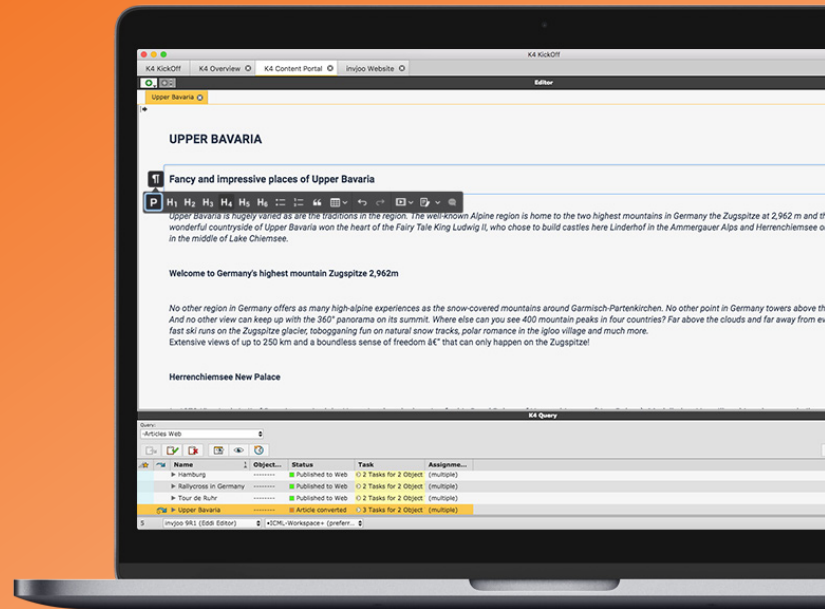 K4 KickOff
K4 KickOff K4 Overview K4 Content Portal invjoo Website
Editor
Upper Bavaria
UPPER BAVARIA
Fancy and impressive places of Upper Bavaria
P H1 H2 H3 H4 H5 H6
Upper Bavaria is hugely varied as are the traditions in the region. The well-known Alpine region is home to the two highest mountains in Germany the Zugspitze at 2,962 m and th
wonderful countryside of Upper Bavaria won the heart of the Fairy Tale King Ludwig II, who chose to build castles here Linderhof in the Ammergauer Alps and Herrenchiemsee o
in the middle of Lake Chiemsee.
Welcome to Germany's highest mountain Zugspitze 2,962m
No other region in Germany offers as many high-alpine experiences as the snow-covered mountains around Garmisch-Partenkirchen. No other point in Germany towers above th
And no other view can keep up with the 360° panorama on its summit. Where else can you see 400 mountain peaks in four countries? Far above the clouds and far away from ev
fast ski runs on the Zugspitze glacier, tobogganing fun on natural snow tracks, polar romance in the igloo village and much more.
Extensive views of up to 250 km and a boundless sense of freedom â€" that can only happen on the Zugspitze!
Herrenchiemsee New Palace
K4 Query
Query:
-Articles Web
Name Object... Status Task Assignme...
Hamburg -------- Published to Web 2 Tasks for 2 Object (multiple)
Rallycross in Germany -------- Published to Web 2 Tasks for 2 Object (multiple)
Tour de Ruhr -------- Published to Web 2 Tasks for 2 Object (multiple)
Upper Bavaria -------- Article converted 3 Tasks for 2 Object (multiple)
5 invjoo 9R1 (Eddi Editor) •ICML-Workspace+ (preferr...